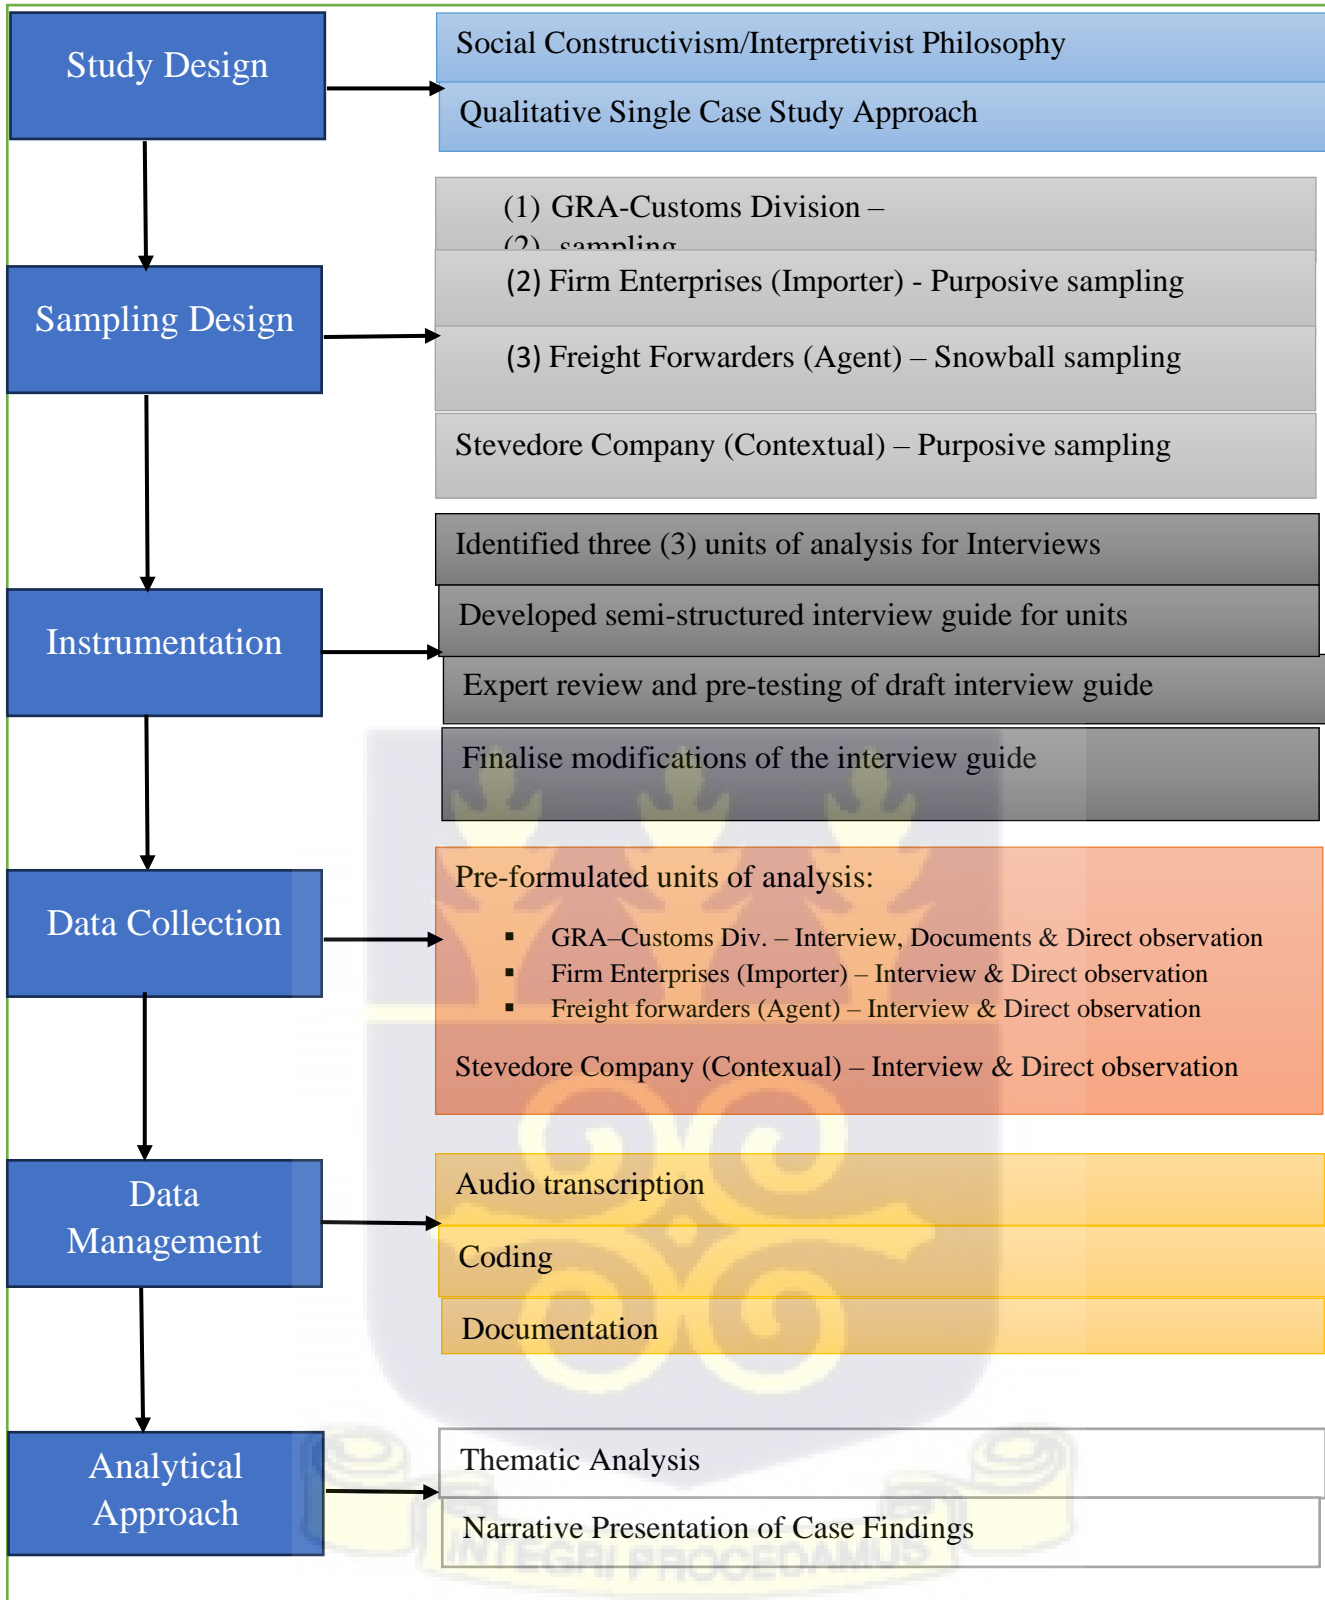 Study Design
Social Constructivism/Interpretivist Philosophy
Qualitative Single Case Study Approach
Sampling Design
(1) GRA-Customs Division –
(2) sampling
(2) Firm Enterprises (Importer) - Purposive sampling
(3) Freight Forwarders (Agent) – Snowball sampling
Stevedore Company (Contextual) – Purposive sampling
Instrumentation
Identified three (3) units of analysis for Interviews
Developed semi-structured interview guide for units
Expert review and pre-testing of draft interview guide
Finalise modifications of the interview guide
Data Collection
Pre-formulated units of analysis:
▪ GRA–Customs Div. – Interview, Documents & Direct observation
▪ Firm Enterprises (Importer) – Interview & Direct observation
▪ Freight forwarders (Agent) – Interview & Direct observation
Stevedore Company (Contexual) – Interview & Direct observation
Data
Management
Audio transcription
Coding
Documentation
Analytical
Approach
Thematic Analysis
Narrative Presentation of Case Findings
INTEGRI PROCEDAMUS